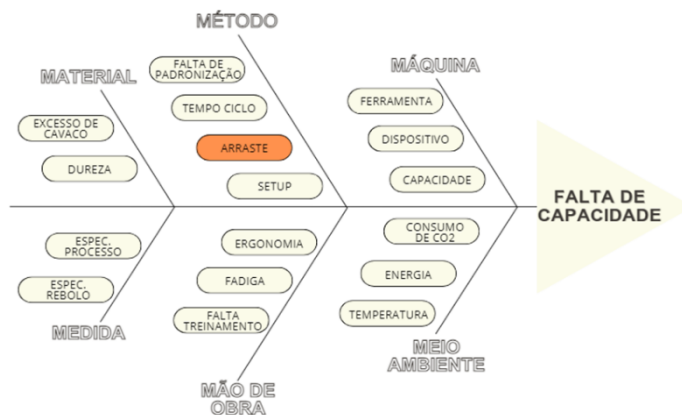 MÉTODO
FALTA DE
PADRONIZAÇÃO
TEMPO CICLO
ARRASTE
SETUP
MATERIAL
EXCESSO DE
CAVACO
DUREZA
MÁQUINA
FERRAMENTA
DISPOSITIVO
CAPACIDADE
FALTA DE
CAPACIDADE
ESPEC.
PROCESSO
ESPEC.
REBOLO
MEDIDA
ERGONOMIA
FADIGA
FALTA
TREINAMENTO
MÃO DE
OBRA
CONSUMO
DE CO2
ENERGIA
TEMPERATURA
MEIO
AMBIENTE